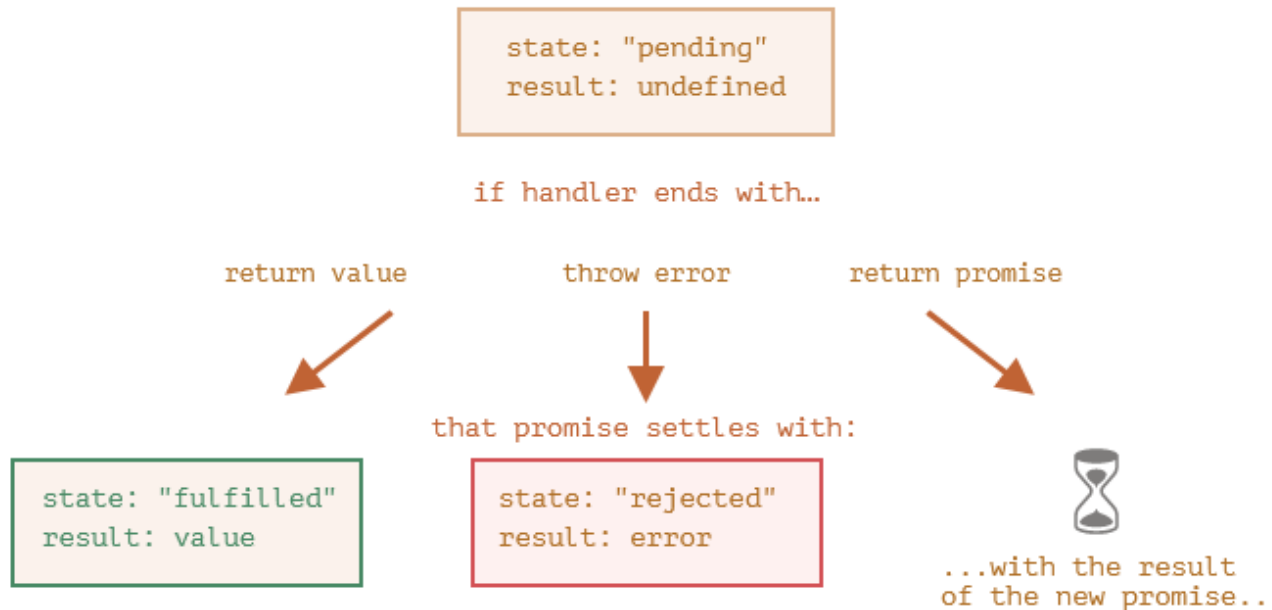 state: "pending"
result: undefined
if handler ends with…
return value
throw error
return promise
that promise settles with:
state: "fulfilled"
result: value
state: "rejected"
result: error
...with the result
of the new promise..